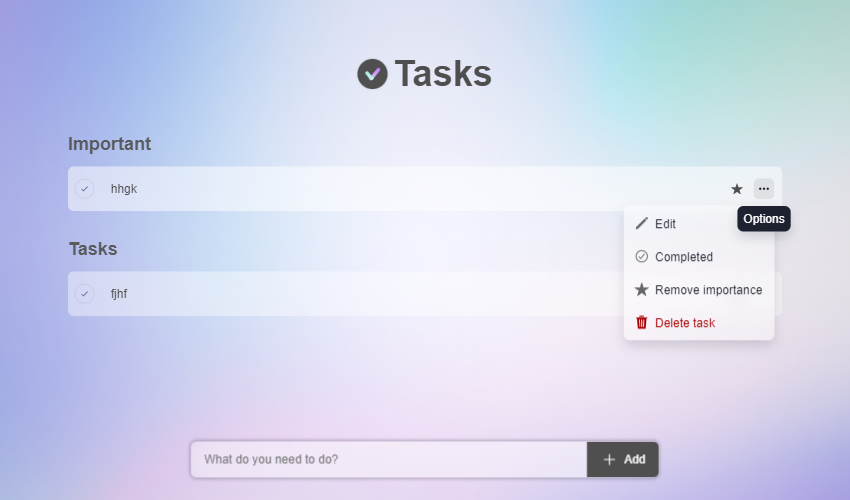 Tasks
Important
hhgk
Options
Edit
Completed
Remove importance
Delete task
Tasks
fjhf
What do you need to do?
Add